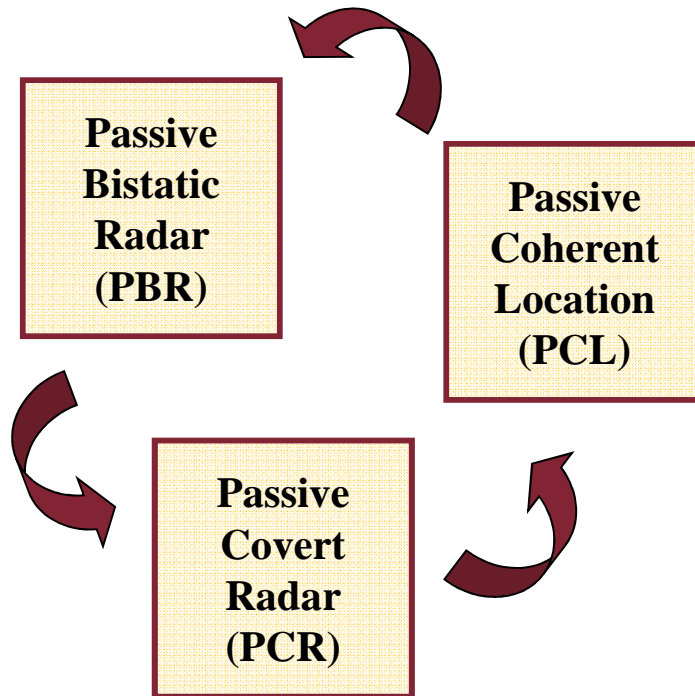 Passive
Bistatic
Radar
(PBR)
Passive
Coherent
Location
(PCL)
Passive
Covert
Radar
(PCR)